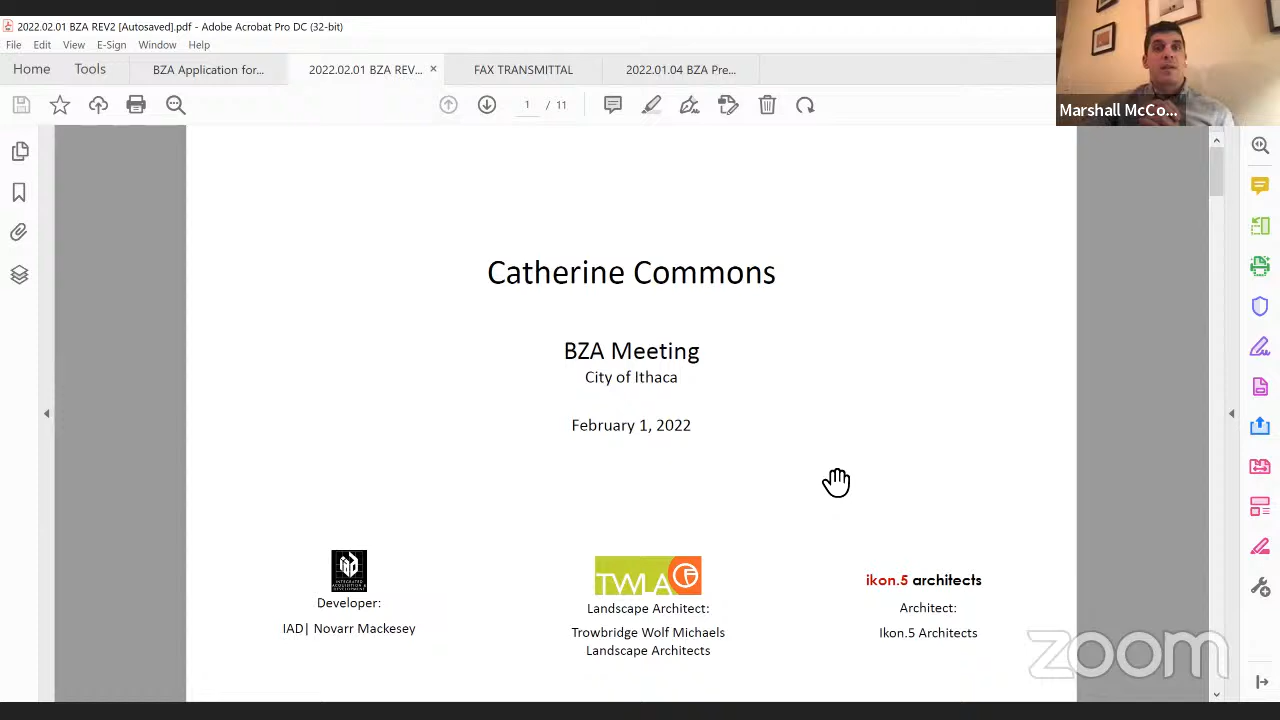 2022.02.01 BZA REV2 [Autosaved].pdf - Adobe Acrobat Pro DC (32-bit)
File Edit View E-Sign Window Help
Home Tools BZA Application for... 2022.02.01 BZA REV... × FAX TRANSMITTAL 2022.01.04 BZA Pre...
1 / 11
Marshall McCo...
Catherine Commons
BZA Meeting
City of Ithaca
February 1, 2022
INTEGRATED
ACQUISITION &
DEVELOPMENT
Developer:
IAD| Novarr Mackesey
TWLA
Landscape Architect:
Trowbridge Wolf Michaels
Landscape Architects
ikon.5 architects
Architect:
Ikon.5 Architects
zoom